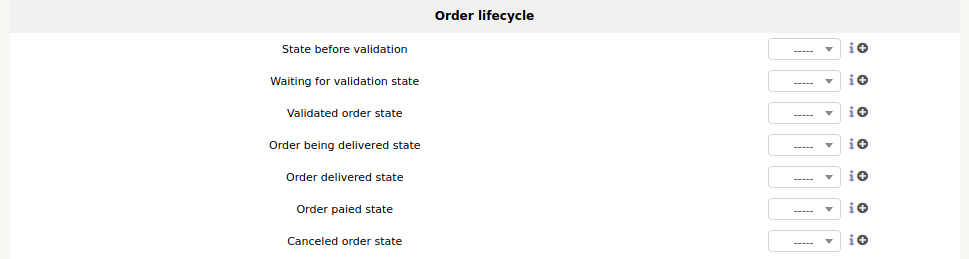 Order lifecycle
State before validation -----
Waiting for validation state -----
Validated order state -----
Order being delivered state -----
Order delivered state -----
Order paied state -----
Canceled order state -----